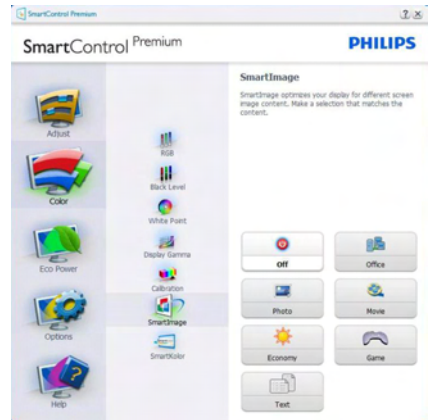 SmartControl Premium
SmartControl Premium
PHILIPS
Adjust
Color
Eco Power
Options
Help
RGB
Black Level
White Point
Display Gamma
Calibration
SmartImage
SmartKolor
SmartImage
SmartImage optimizes your display for different screen
image content. Make a selection that matches the
content.
Off
Office
Photo
Movie
Economy
Game
Text